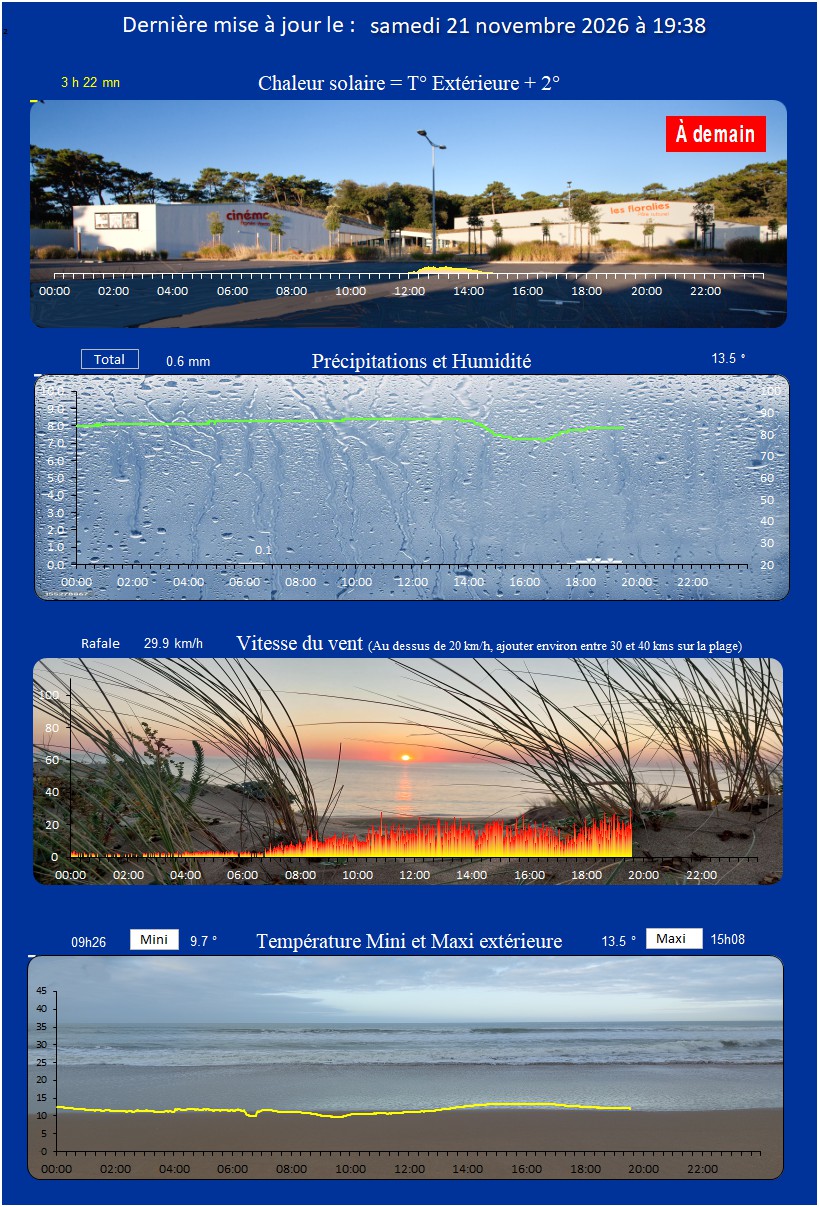 Dernière mise à jour le : samedi 21 novembre 2026 à 19:38
3 h 22 mn
Chaleur solaire = T° Extérieure + 2°
À demain
cinéma
les floralies
00:00 02:00 04:00 06:00 08:00 10:00 12:00 14:00 16:00 18:00 20:00 22:00
Total 0.6 mm Précipitations et Humidité 13.5 °
10.0 100
9.0 90
8.0 80
7.0 70
6.0 60
5.0 50
4.0 40
3.0
2.0 30
1.0 0.1
0.0 20
00:00 02:00 04:00 06:00 08:00 10:00 12:00 14:00 16:00 18:00 20:00 22:00
Rafale 29.9 km/h Vitesse du vent (Au dessus de 20 km/h, ajouter environ entre 30 et 40 kms sur la plage)
100
80
60
40
20
0
00:00 02:00 04:00 06:00 08:00 10:00 12:00 14:00 16:00 18:00 20:00 22:00
09h26 Mini 9.7 ° Température Mini et Maxi extérieure 13.5 ° Maxi 15h08
45
40
35
30
25
20
15
10
5
0
00:00 02:00 04:00 06:00 08:00 10:00 12:00 14:00 16:00 18:00 20:00 22:00